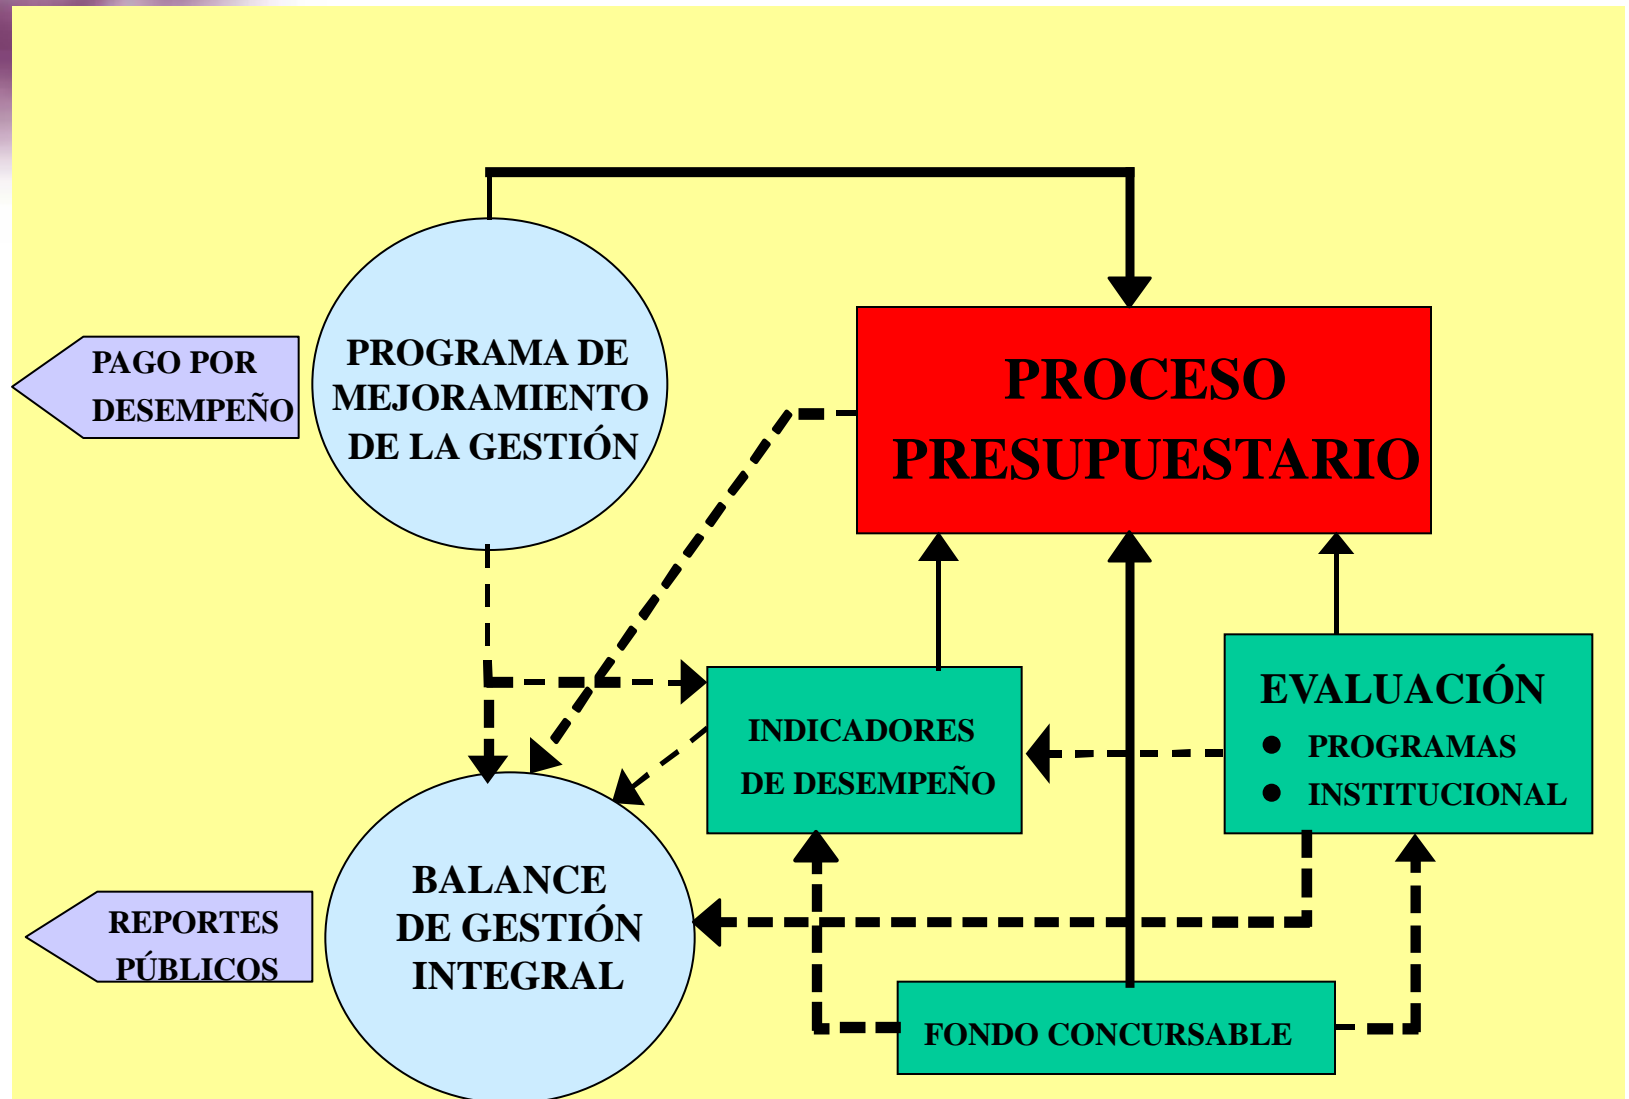 PAGO POR
DESEMPEÑO
PROGRAMA DE
MEJORAMIENTO
DE LA GESTIÓN
PROCESO
PRESUPUESTARIO
INDICADORES
DE DESEMPEÑO
EVALUACIÓN
● PROGRAMAS
● INSTITUCIONAL
REPORTES
PÚBLICOS
BALANCE
DE GESTIÓN
INTEGRAL
FONDO CONCURSABLE